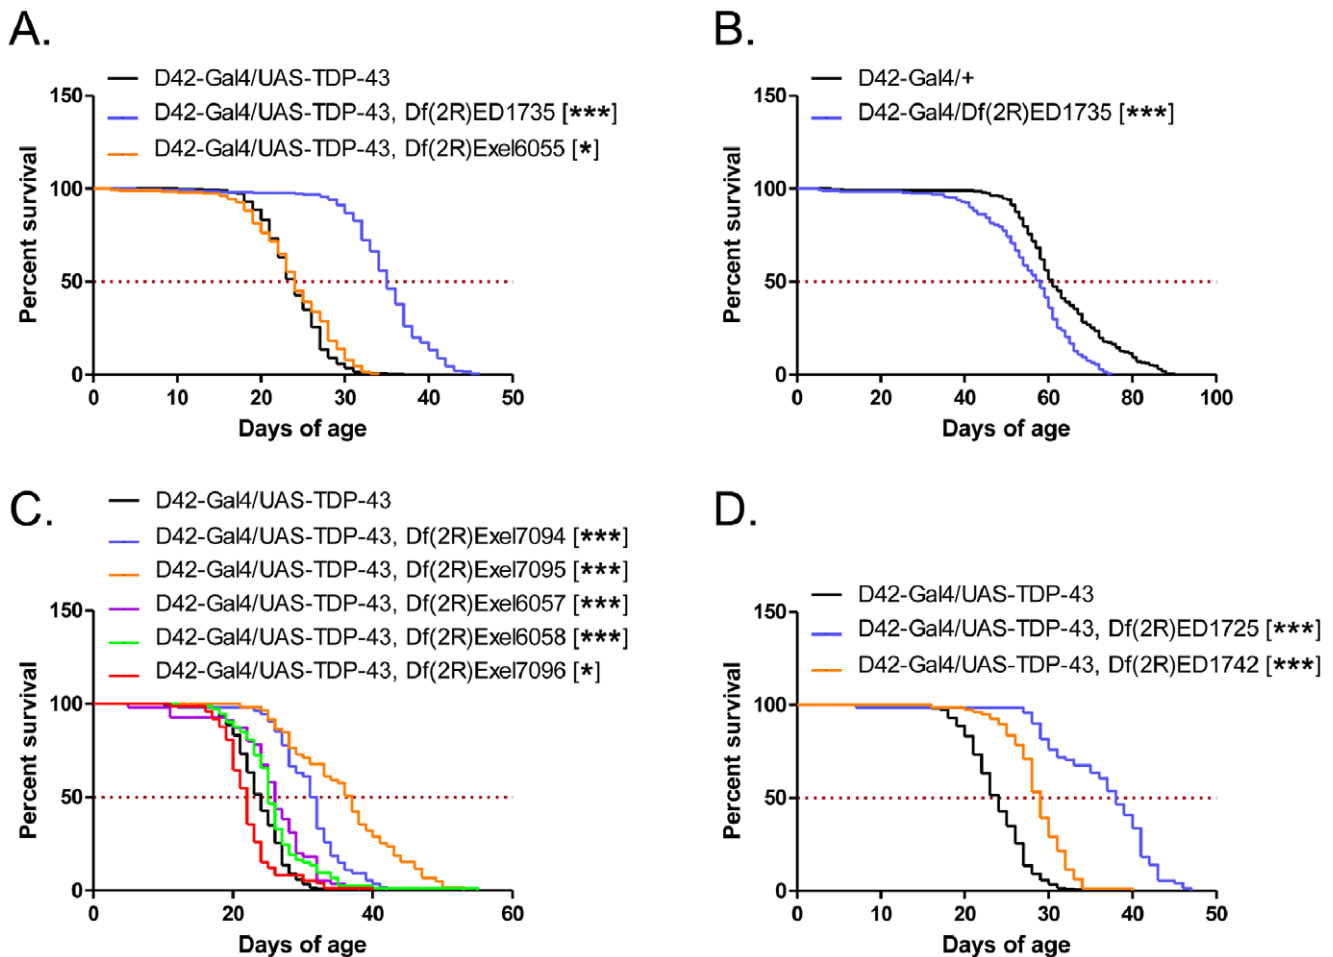 A.
D42-Gal4/UAS-TDP-43
D42-Gal4/UAS-TDP-43, Df(2R)ED1735 [***]
D42-Gal4/UAS-TDP-43, Df(2R)Exel6055 [*]
150
100
50
0
Percent survival
0 10 20 30 40 50
Days of age
B.
D42-Gal4/+
D42-Gal4/Df(2R)ED1735 [***]
150
100
50
0
Percent survival
0 20 40 60 80 100
Days of age
C.
D42-Gal4/UAS-TDP-43
D42-Gal4/UAS-TDP-43, Df(2R)Exel7094 [***]
D42-Gal4/UAS-TDP-43, Df(2R)Exel7095 [***]
D42-Gal4/UAS-TDP-43, Df(2R)Exel6057 [***]
D42-Gal4/UAS-TDP-43, Df(2R)Exel6058 [***]
D42-Gal4/UAS-TDP-43, Df(2R)Exel7096 [*]
150
100
50
0
Percent survival
0 20 40 60
Days of age
D.
D42-Gal4/UAS-TDP-43
D42-Gal4/UAS-TDP-43, Df(2R)ED1725 [***]
D42-Gal4/UAS-TDP-43, Df(2R)ED1742 [***]
150
100
50
0
Percent survival
0 10 20 30 40 50
Days of age